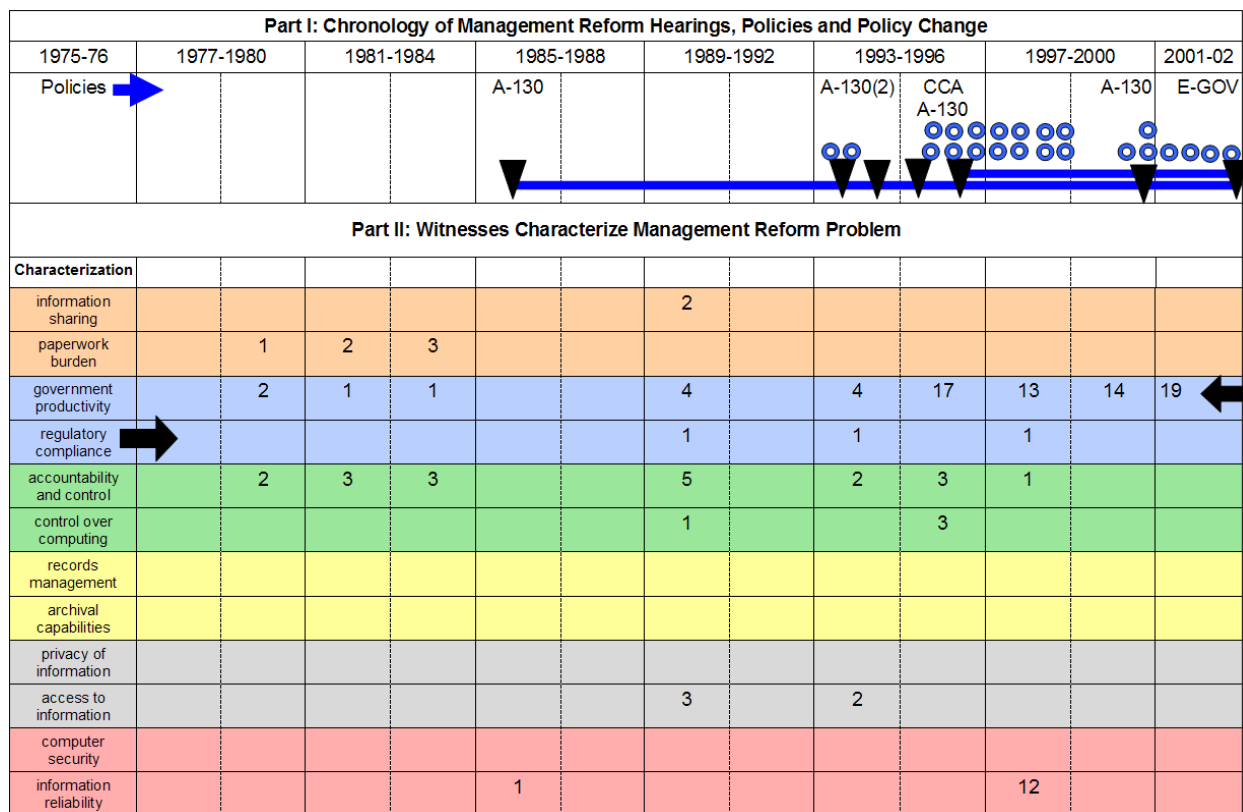 Part I: Chronology of Management Reform Hearings, Policies and Policy Change
1975-76 1977-1980 1981-1984 1985-1988 1989-1992 1993-1996 1997-2000 2001-02
Policies A-130 A-130(2) CCA A-130 E-GOV
A-130
Part II: Witnesses Characterize Management Reform Problem
Characterization
information
sharing
2
paperwork
burden
1 2 3
government
productivity
2 1 1 4 4 17 13 14 19
regulatory
compliance
1 1 1
accountability
and control
2 3 3 5 2 3 1
control over
computing
1 3
records
management
archival
capabilities
privacy of
information
access to
information
3 2
computer
security
information
reliability
1 12